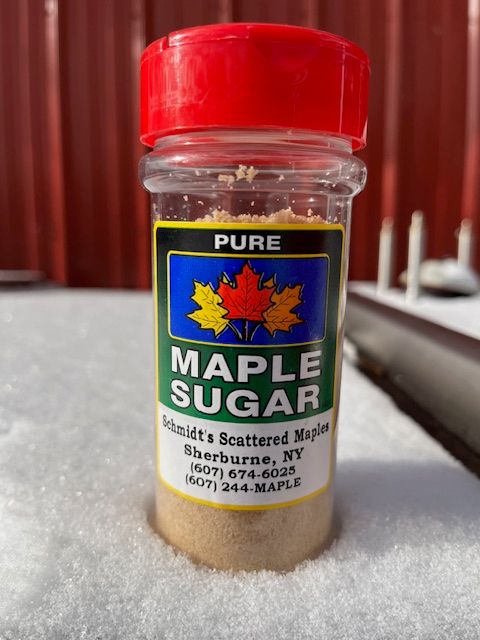 PURE
MAPLE
SUGAR
Schmidt's Scattered Maples
Sherburne, NY
(607) 674-6025
(607) 244-MAPLE